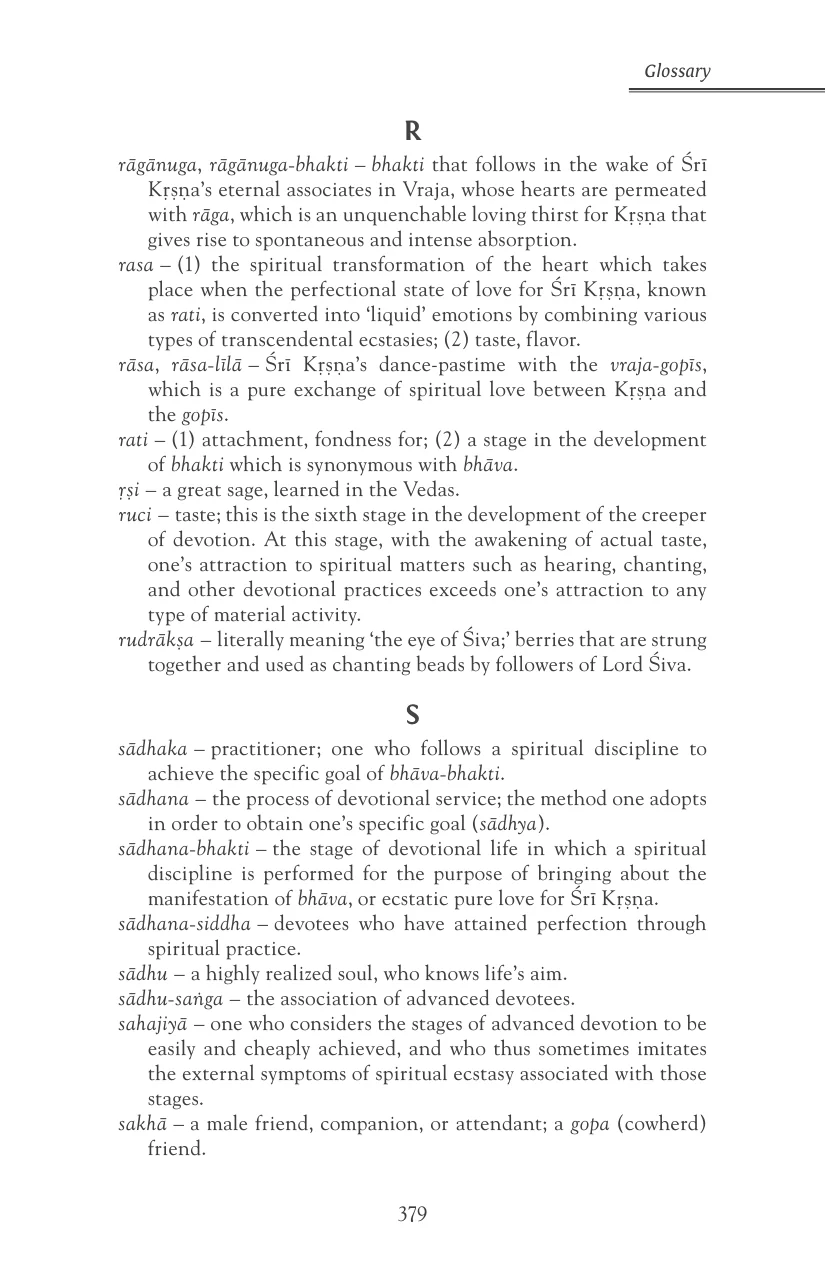 Glossary
R
rāgānuga, rāgānuga-bhakti – bhakti that follows in the wake of Śrī
Kṛṣṇa’s eternal associates in Vraja, whose hearts are permeated
with rāga, which is an unquenchable loving thirst for Kṛṣṇa that
gives rise to spontaneous and intense absorption.
rasa – (1) the spiritual transformation of the heart which takes
place when the perfectional state of love for Śrī Kṛṣṇa, known
as rati, is converted into ‘liquid’ emotions by combining various
types of transcendental ecstasies; (2) taste, flavor.
rāsa, rāsa-līlā – Śrī Kṛṣṇa’s dance-pastime with the vraja-gopīs,
which is a pure exchange of spiritual love between Kṛṣṇa and
the gopīs.
rati – (1) attachment, fondness for; (2) a stage in the development
of bhakti which is synonymous with bhāva.
ṛṣi – a great sage, learned in the Vedas.
ruci – taste; this is the sixth stage in the development of the creeper
of devotion. At this stage, with the awakening of actual taste,
one’s attraction to spiritual matters such as hearing, chanting,
and other devotional practices exceeds one’s attraction to any
type of material activity.
rudrākṣa – literally meaning ‘the eye of Śiva;’ berries that are strung
together and used as chanting beads by followers of Lord Śiva.
S
sādhaka – practitioner; one who follows a spiritual discipline to
achieve the specific goal of bhāva-bhakti.
sādhana – the process of devotional service; the method one adopts
in order to obtain one’s specific goal (sādhya).
sādhana-bhakti – the stage of devotional life in which a spiritual
discipline is performed for the purpose of bringing about the
manifestation of bhāva, or ecstatic pure love for Śrī Kṛṣṇa.
sādhana-siddha – devotees who have attained perfection through
spiritual practice.
sādhu – a highly realized soul, who knows life’s aim.
sādhu-saṅga – the association of advanced devotees.
sahajiyā – one who considers the stages of advanced devotion to be
easily and cheaply achieved, and who thus sometimes imitates
the external symptoms of spiritual ecstasy associated with those
stages.
sakhā – a male friend, companion, or attendant; a gopa (cowherd)
friend.
379